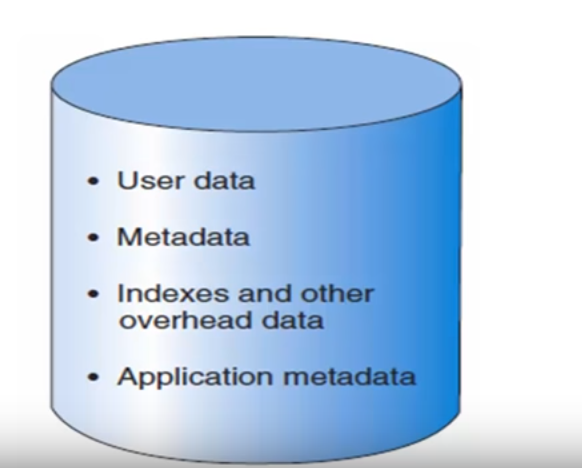 • User data
• Metadata
• Indexes and other
overhead data
• Application metadata